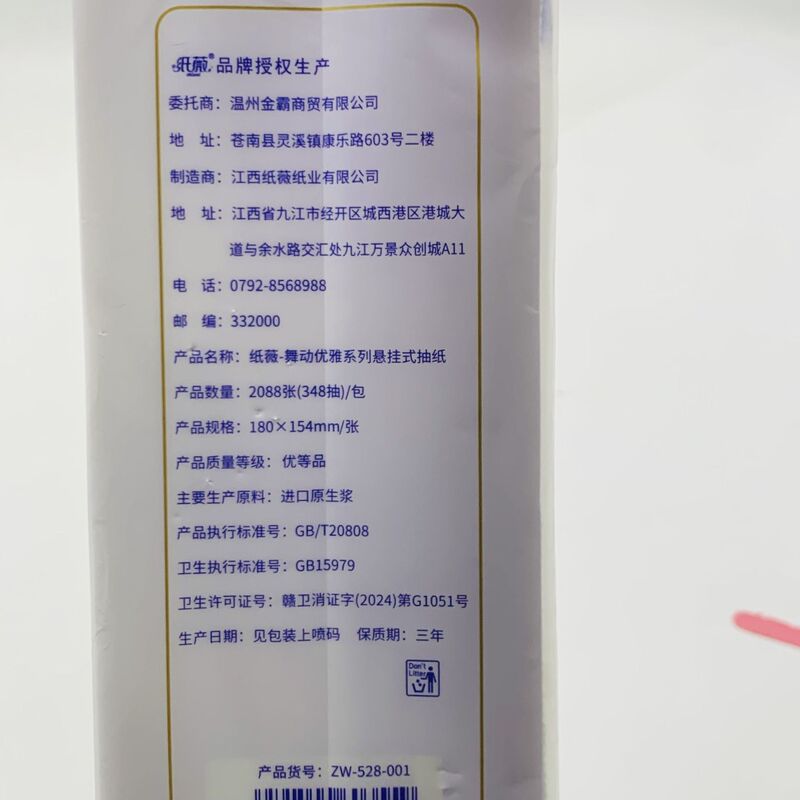 纸薇® 品牌授权生产
委托商：温州金霸商贸有限公司
地 址：苍南县灵溪镇康乐路603号二楼
制造商：江西纸薇纸业有限公司
地 址：江西省九江市经开区城西港区港城大
道与余水路交汇处九江万景众创城A11
电 话：0792-8568988
邮 编：332000
产品名称：纸薇-舞动优雅系列悬挂式抽纸
产品数量：2088张(348抽)/包
产品规格：180×154mm/张
产品质量等级：优等品
主要生产原料：进口原生浆
产品执行标准号：GB/T20808
卫生执行标准号：GB15979
卫生许可证号：赣卫消证字(2024)第G1051号
生产日期：见包装上喷码 保质期：三年
Don't
Litter
产品货号：ZW-528-001